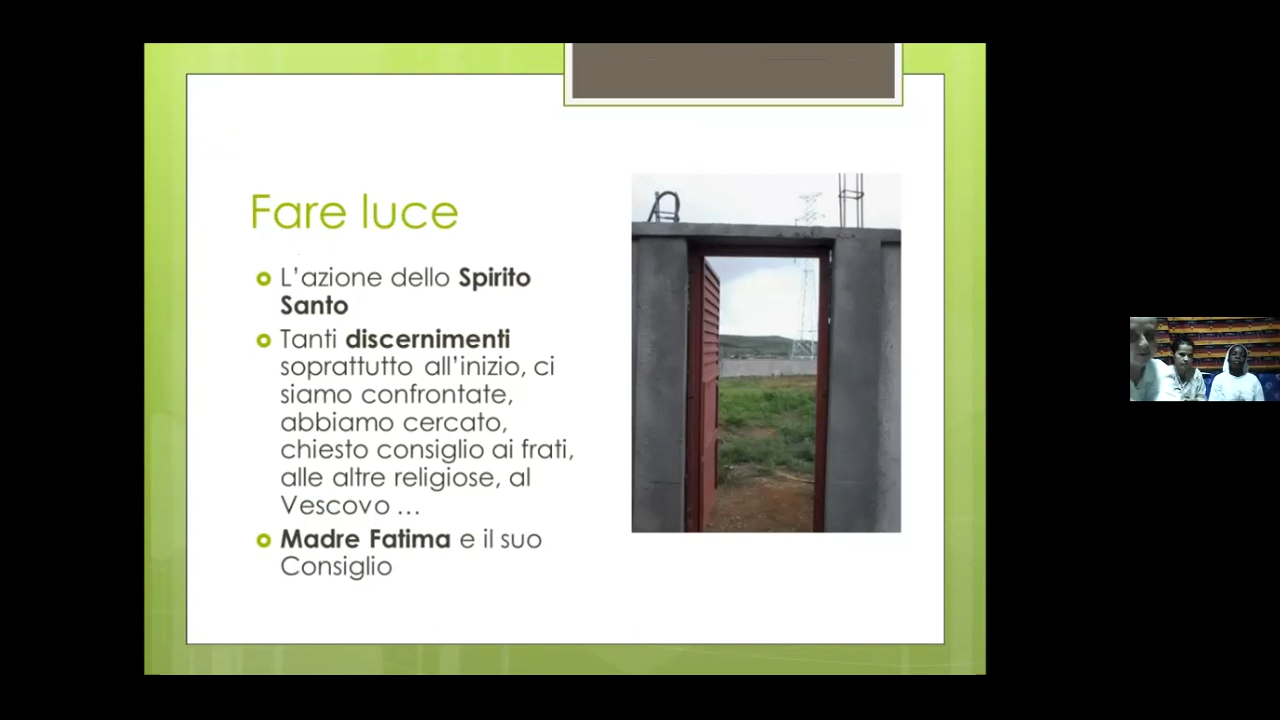 Fare luce
L'azione dello Spirito
Santo
Tanti discernimenti
soprattutto all'inizio, ci
siamo confrontate,
abbiamo cercato,
chiesto consiglio ai frati,
alle altre religiose, al
Vescovo …
Madre Fatima e il suo
Consiglio